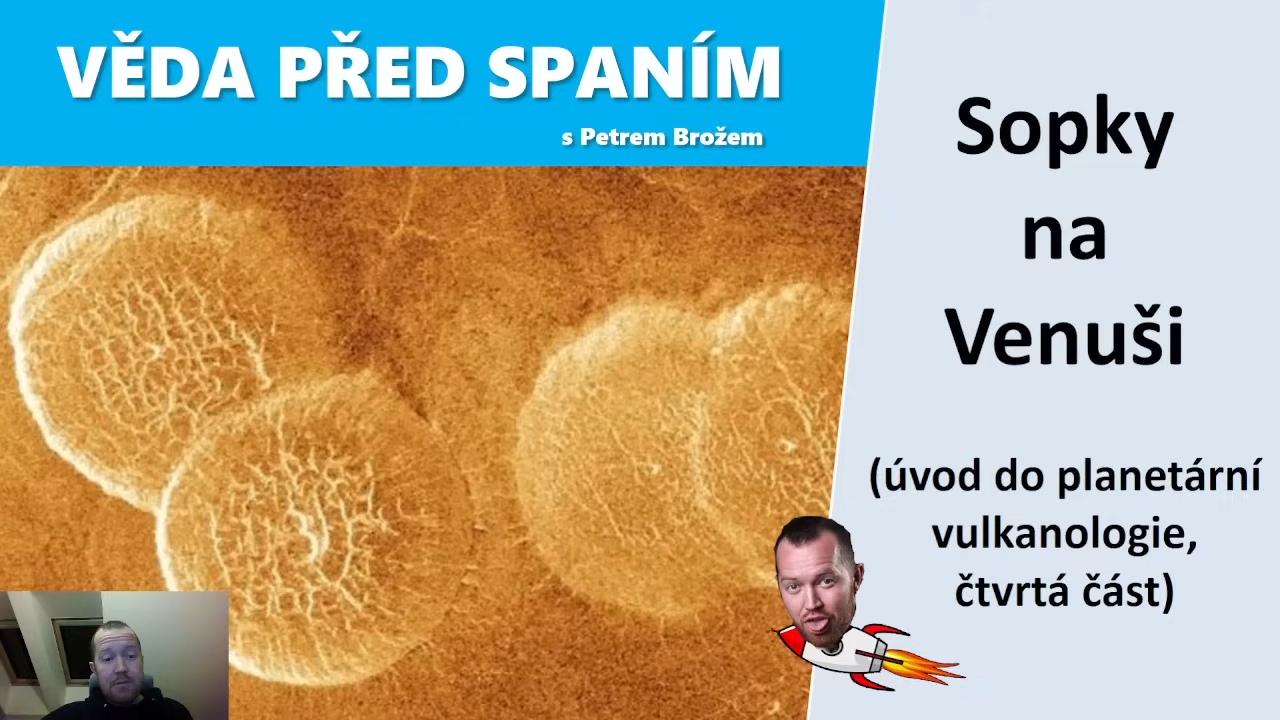 VĚDA PŘED SPANÍM
s Petrem Brožem
Sopky
na
Venuši
(úvod do planetární
vulkanologie,
čtvrtá část)